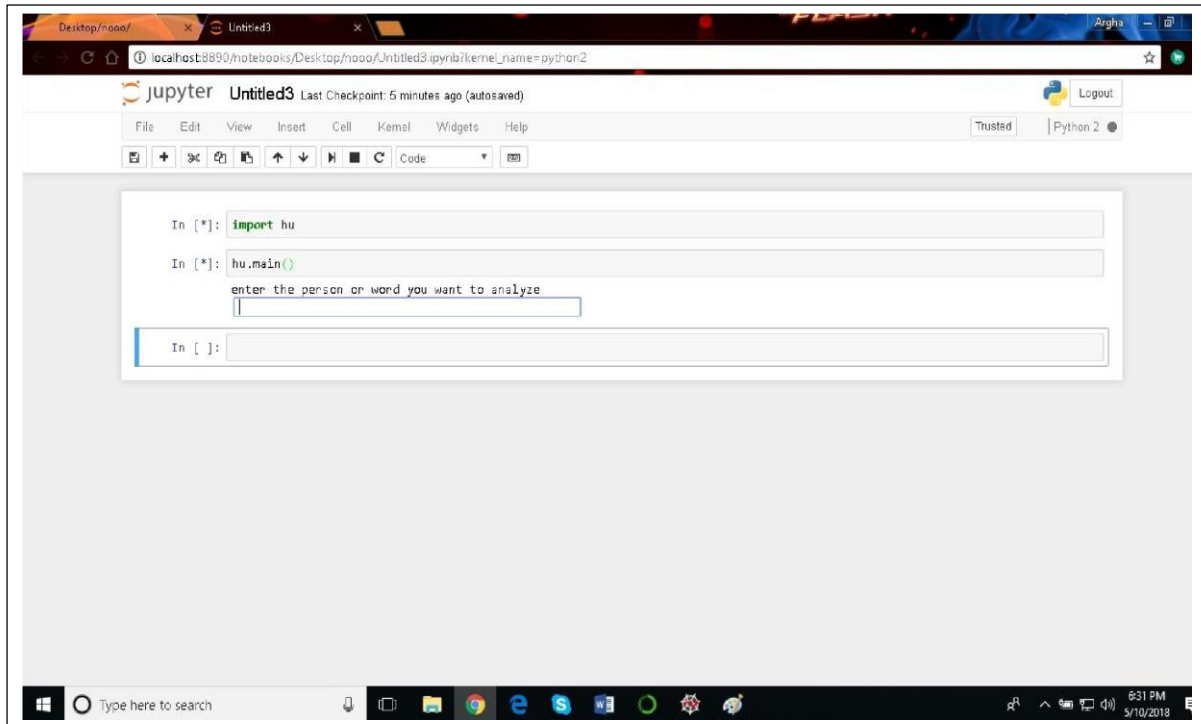 Desktop/nooo/ Untitled3 Argha
localhost:8890/notebooks/Desktop/nooo/Untitled3.ipynb?kernel_name=python2
jupyter Untitled3 Last Checkpoint: 5 minutes ago (autosaved) Logout
File Edit View Insert Cell Kernel Widgets Help Trusted Python 2
Code
In [*]: import hu
In [*]: hu.main()
enter the person or word you want to analyze
In [ ]:
Type here to search 6:31 PM
5/10/2018